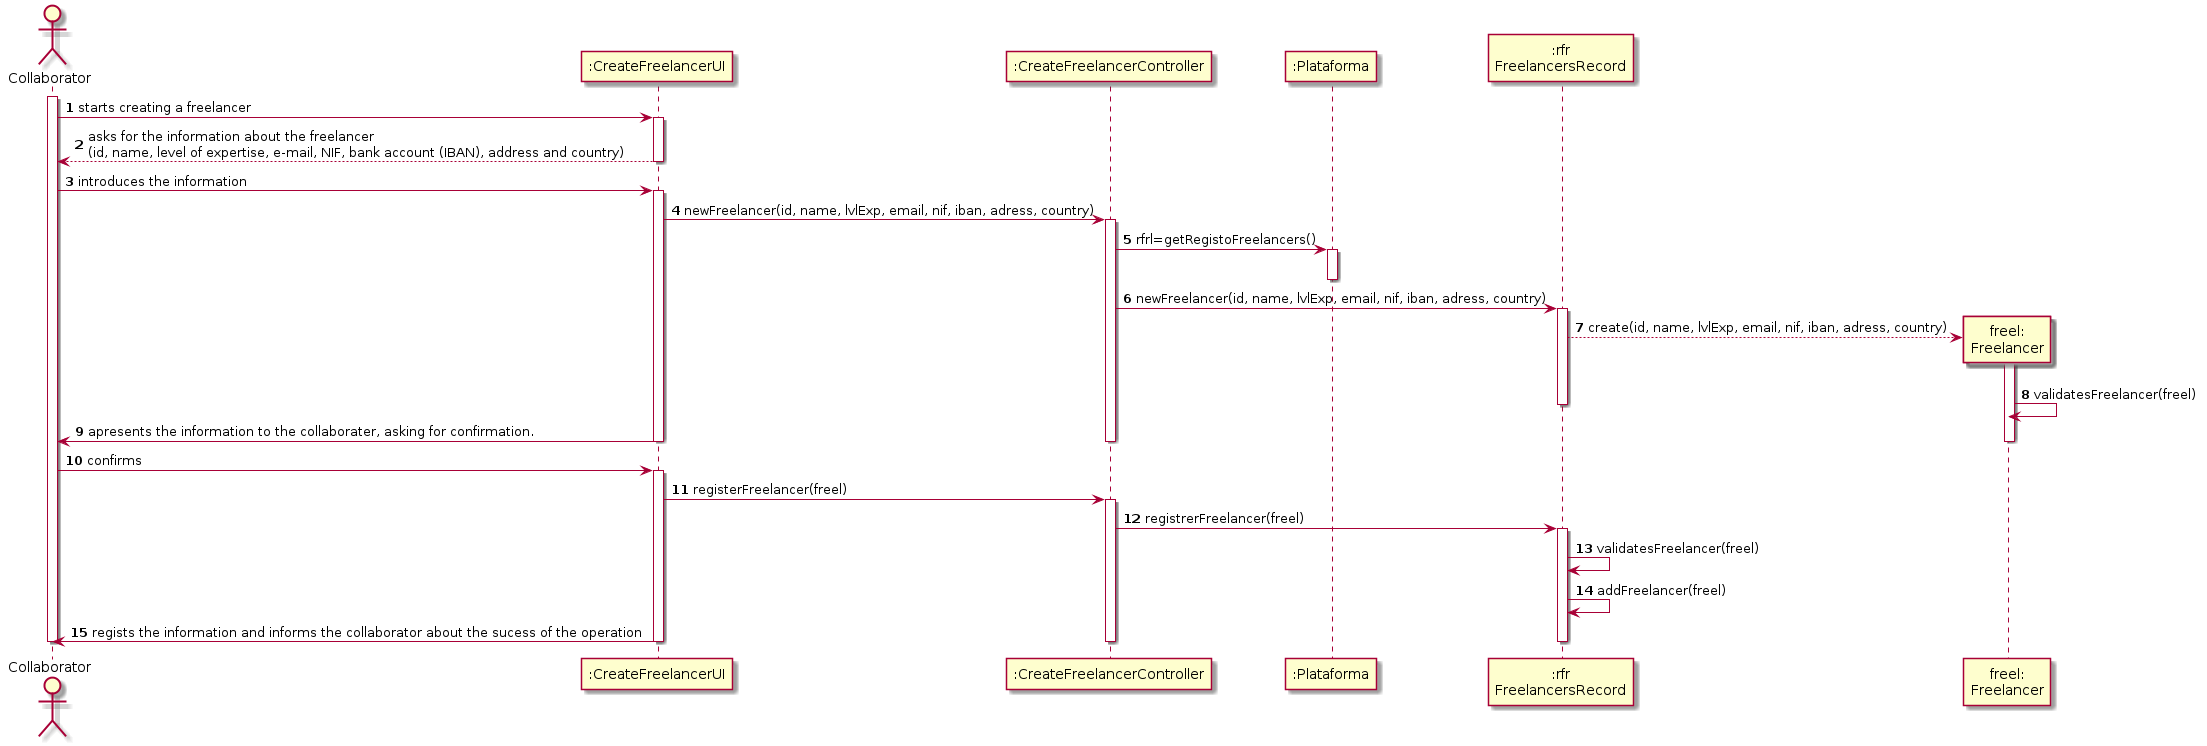 Collaborator
:CreateFreelancerUI
:CreateFreelancerController
:Plataforma
:rfr
FreelancersRecord
1 starts creating a freelancer
2 asks for the information about the freelancer
(id, name, level of expertise, e-mail, NIF, bank account (IBAN), address and country)
3 introduces the information
4 newFreelancer(id, name, lvlExp, email, nif, iban, adress, country)
5 rfrl=getRegistoFreelancers()
6 newFreelancer(id, name, lvlExp, email, nif, iban, adress, country)
7 create(id, name, lvlExp, email, nif, iban, adress, country)
freel:
Freelancer
8 validatesFreelancer(freel)
9 apresents the information to the collaborater, asking for confirmation.
10 confirms
11 registerFreelancer(freel)
12 registrerFreelancer(freel)
13 validatesFreelancer(freel)
14 addFreelancer(freel)
15 regists the information and informs the collaborator about the sucess of the operation
Collaborator
:CreateFreelancerUI
:CreateFreelancerController
:Plataforma
:rfr
FreelancersRecord
freel:
Freelancer